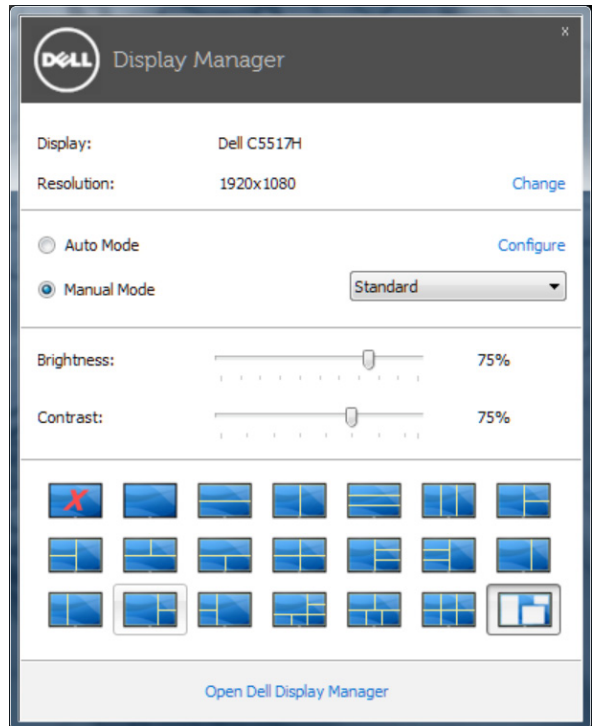 x
DELL Display Manager
Display: Dell C5517H
Resolution: 1920x1080 Change
Auto Mode Configure
Manual Mode Standard
Brightness: 75%
Contrast: 75%
Open Dell Display Manager